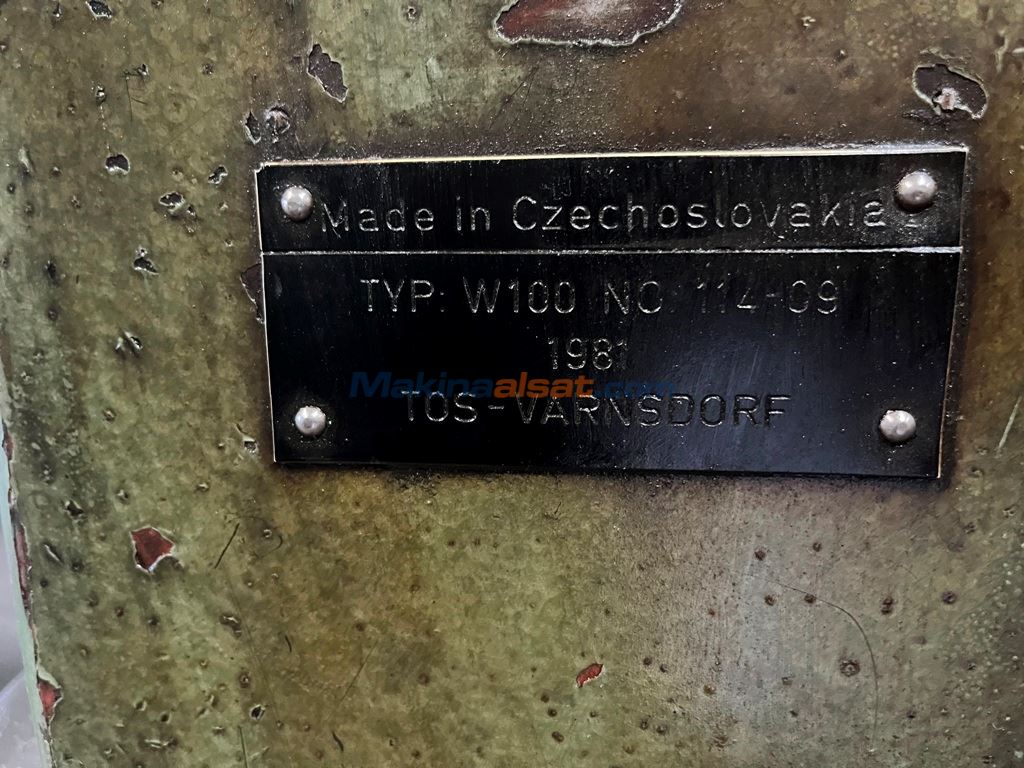 Made in Czechoslovakia
TYP: W100 NO 114-09
1981
Makinaalsat.com
TOS-VARNSDORF